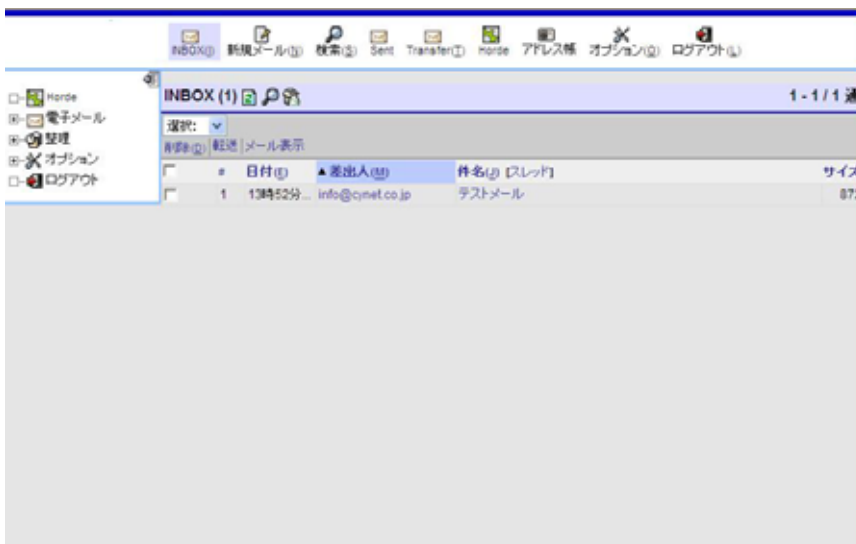 INBOX(I) 新規メール(N) 検索(S) Sent Transfer(T) Horde アドレス帳 オプション(O) ログアウト(L)
Horde
電子メール
整理
オプション
ログアウト
INBOX (1) 1 - 1 / 1 通
選択:
削除(D) 転送 メール表示
# 日付(E) ▲差出人(M) 件名(J) [スレッド] サイズ
1 13時52分... info@cynet.co.jp テストメール 87